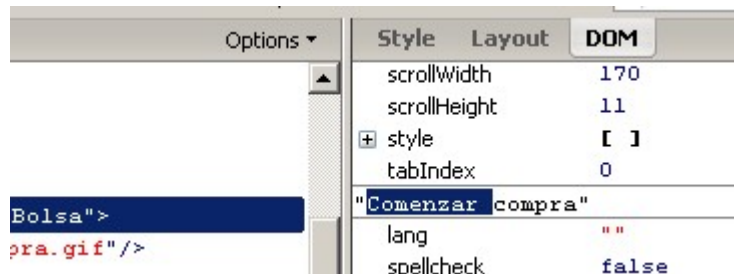 Options
Style Layout DOM
scrollWidth 170
scrollHeight 11
style [ ]
tabIndex 0
"Comenzar compra"
Bolsa">
lang ""
pra.gif"/>
spellcheck false